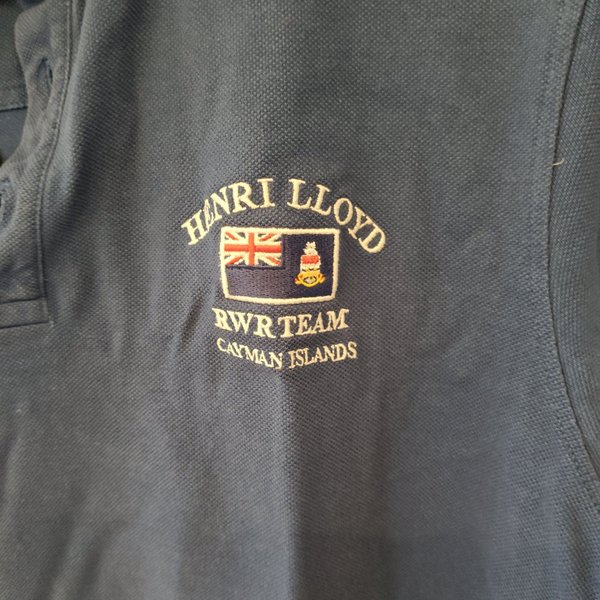 HENRI LLOYD
RWR TEAM
CAYMAN ISLANDS